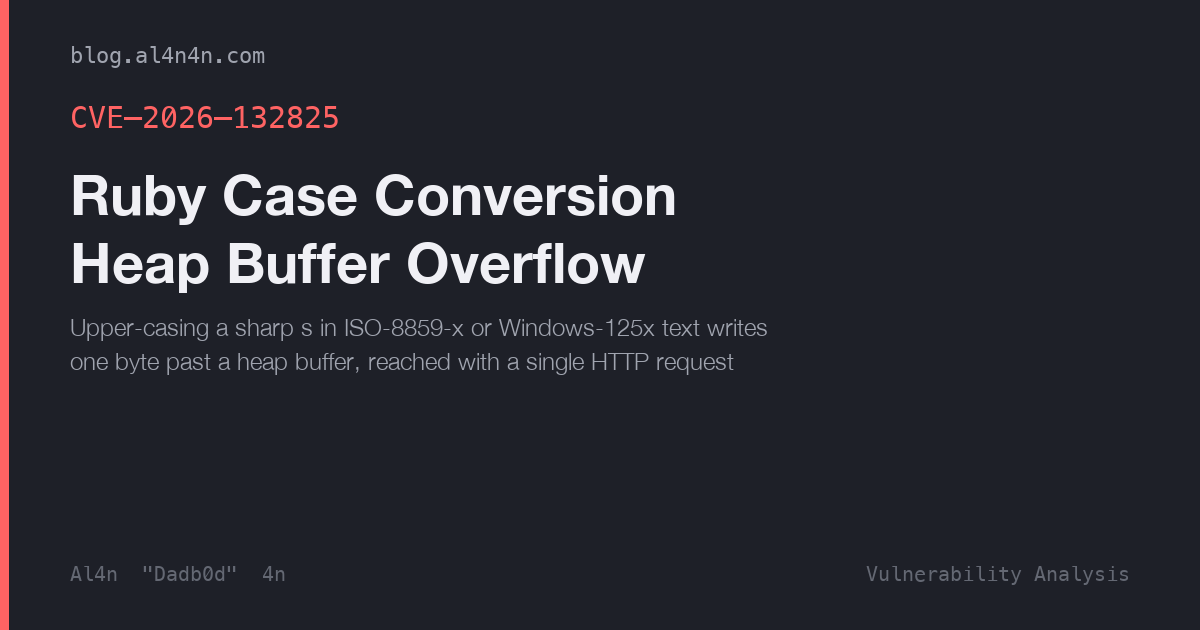 blog.al4n4n.com
CVE—2026—132825
Ruby Case Conversion
Heap Buffer Overflow
Upper-casing a sharp s in ISO-8859-x or Windows-125x text writes
one byte past a heap buffer, reached with a single HTTP request
Al4n "Dadb0d" 4n
Vulnerability Analysis